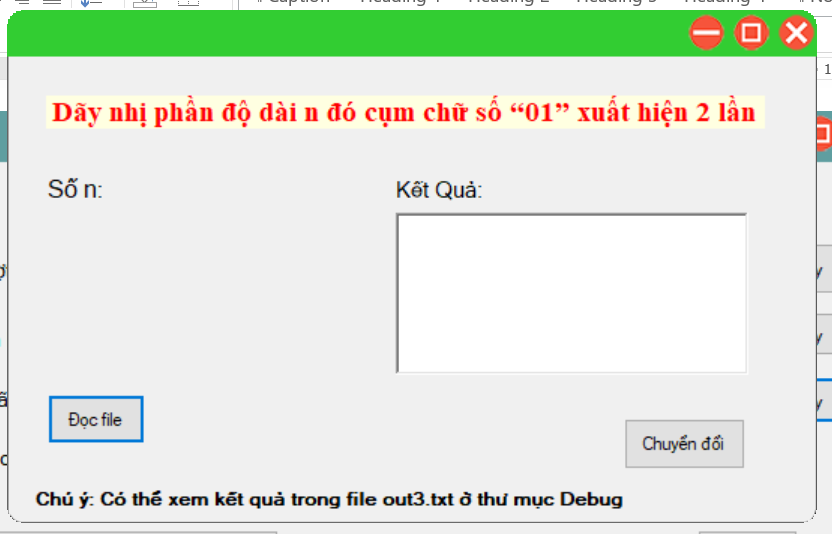 Dãy nhị phần độ dài n đó cụm chữ số “01” xuất hiện 2 lần
Số n:
Kết Quả:
Đọc file
Chuyển đổi
Chú ý: Có thể xem kết quả trong file out3.txt ở thư mục Debug